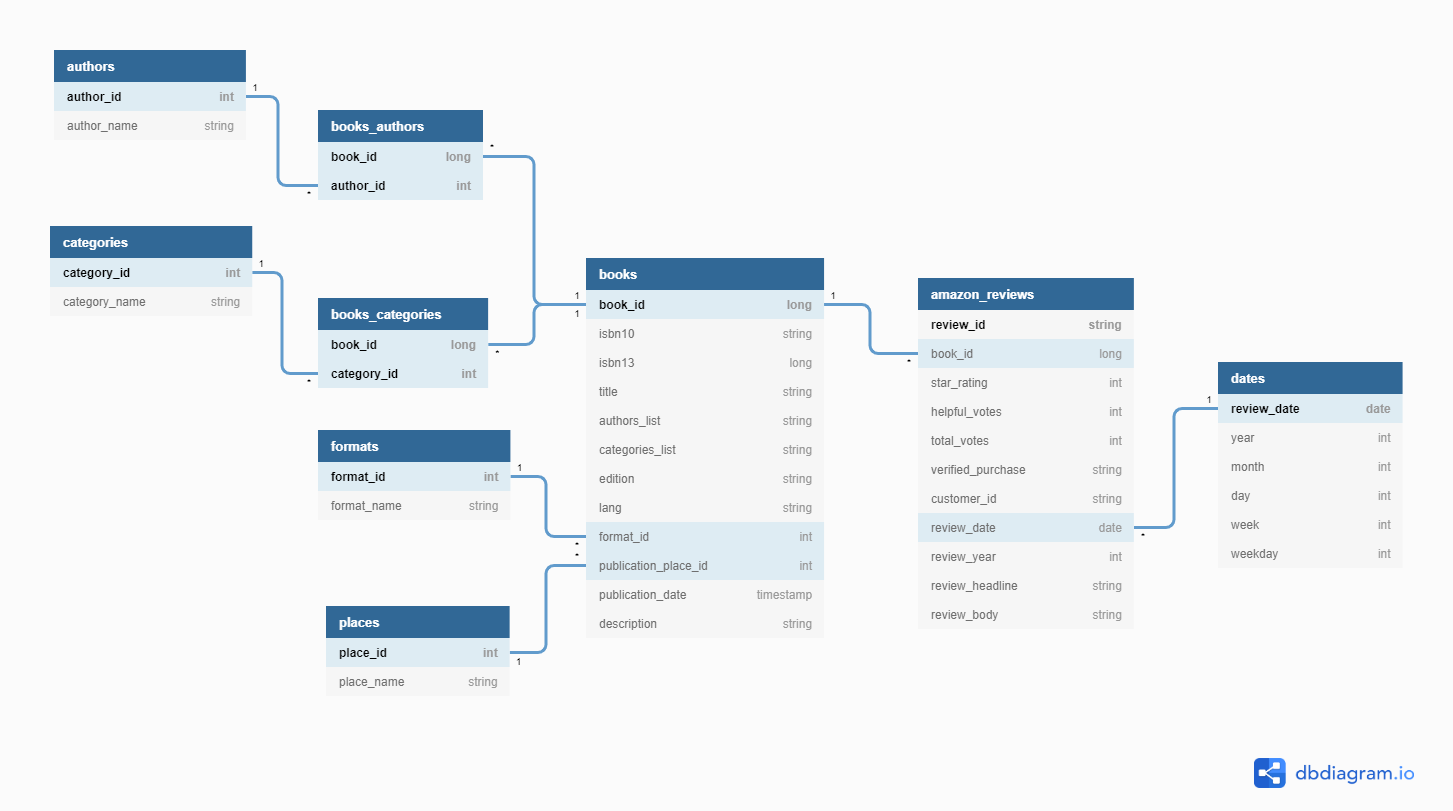 authors
author_id int
author_name string
1
*
books_authors
book_id long
author_id int
*
categories
category_id int
category_name string
1
*
books_categories
book_id long
category_id int
*
formats
format_id int
format_name string
1
*
places
place_id int
place_name string
1
*
1
1
books
book_id long
isbn10 string
isbn13 long
title string
authors_list string
categories_list string
edition string
lang string
format_id int
publication_place_id int
publication_date timestamp
description string
1
*
amazon_reviews
review_id string
book_id long
star_rating int
helpful_votes int
total_votes int
verified_purchase string
customer_id string
review_date date
review_year int
review_headline string
review_body string
*
1
dates
review_date date
year int
month int
day int
week int
weekday int
dbdiagram.io